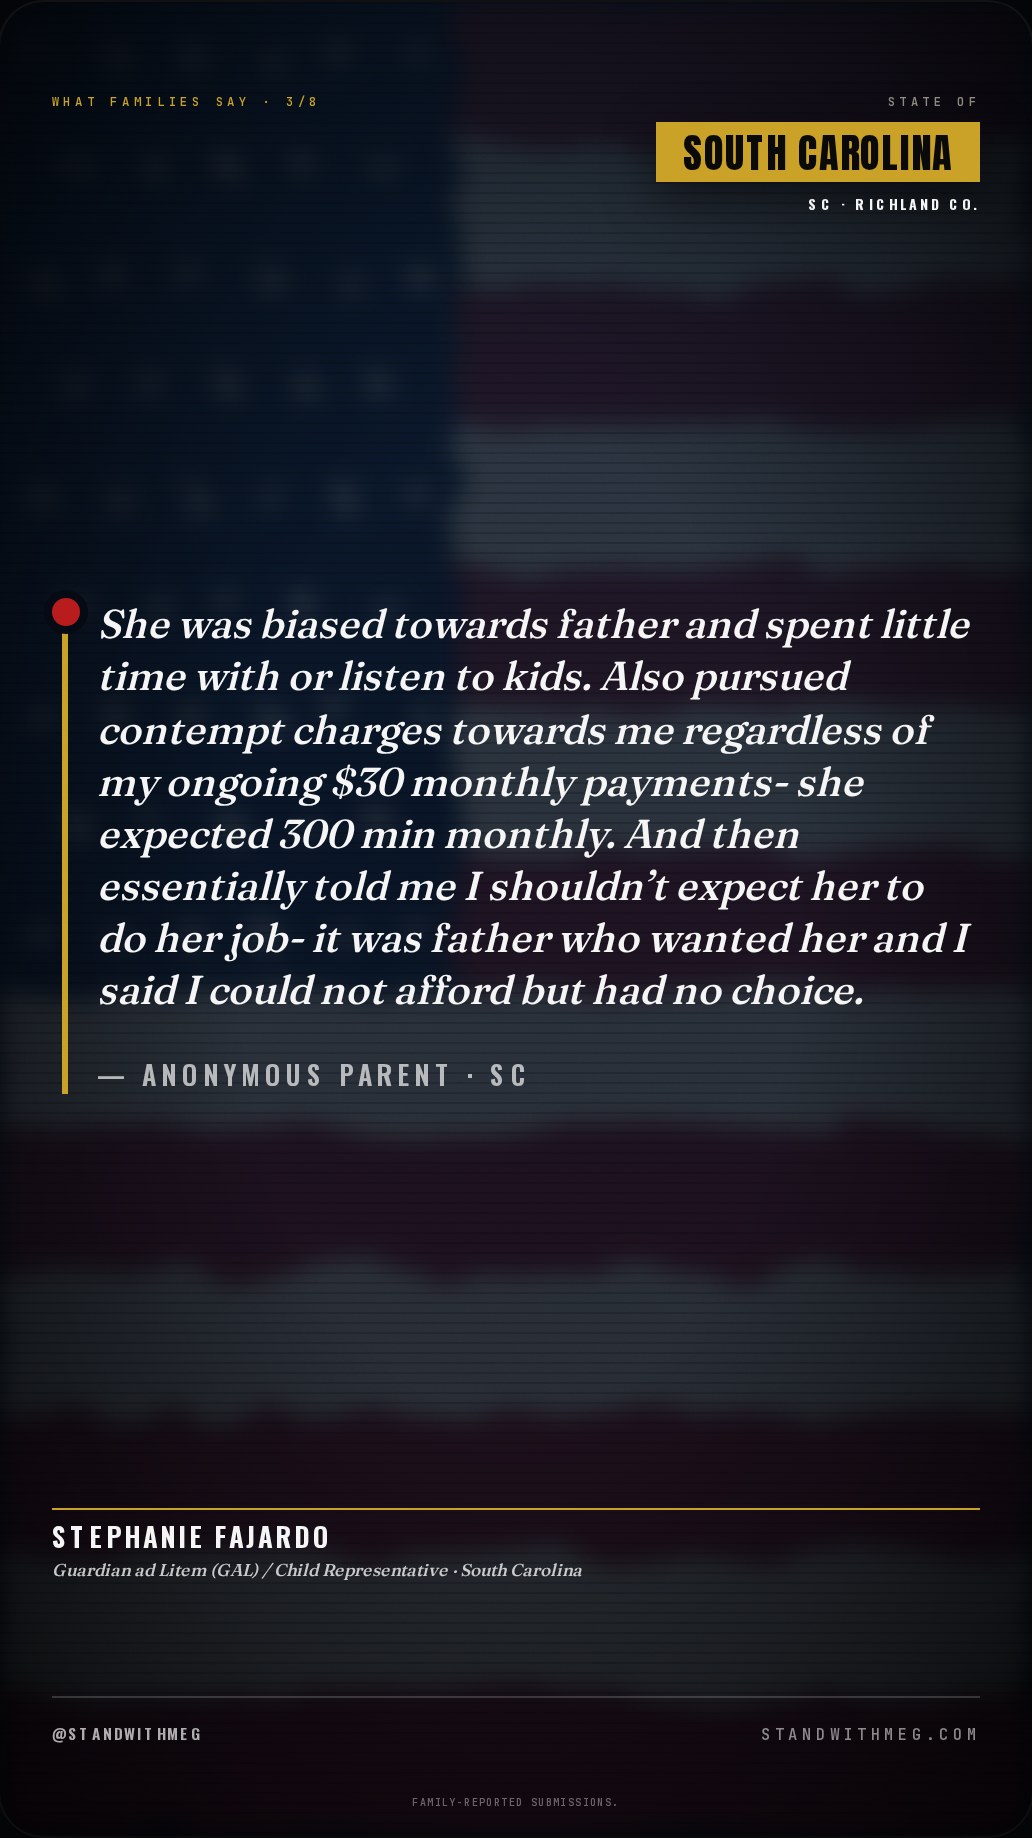 WHAT FAMILIES SAY · 3/8
STATE OF
SOUTH CAROLINA
SC · RICHLAND CO.
She was biased towards father and spent little
time with or listen to kids. Also pursued
contempt charges towards me regardless of
my ongoing $30 monthly payments- she
expected 300 min monthly. And then
essentially told me I shouldn’t expect her to
do her job- it was father who wanted her and I
said I could not afford but had no choice.
— ANONYMOUS PARENT · SC
STEPHANIE FAJARDO
Guardian ad Litem (GAL) / Child Representative · South Carolina
@STANDWITHMEG
STANDWITHMEG.COM
FAMILY-REPORTED SUBMISSIONS.